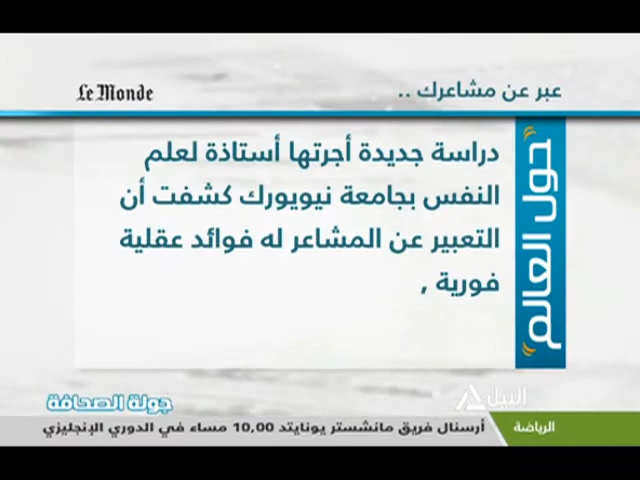 عبر عن مشاعرك ..
Le Monde
حول العالم
دراسة جديدة أجرتها أستاذة لعلم
النفس بجامعة نيويورك كشفت أن
التعبير عن المشاعر له فوائد عقلية
فورية ,
جولة الصحافة
النيل
الرياضة
أرسنال فريق مانشستر يونايتد 10,00 مساء في الدوري الإنجليزي